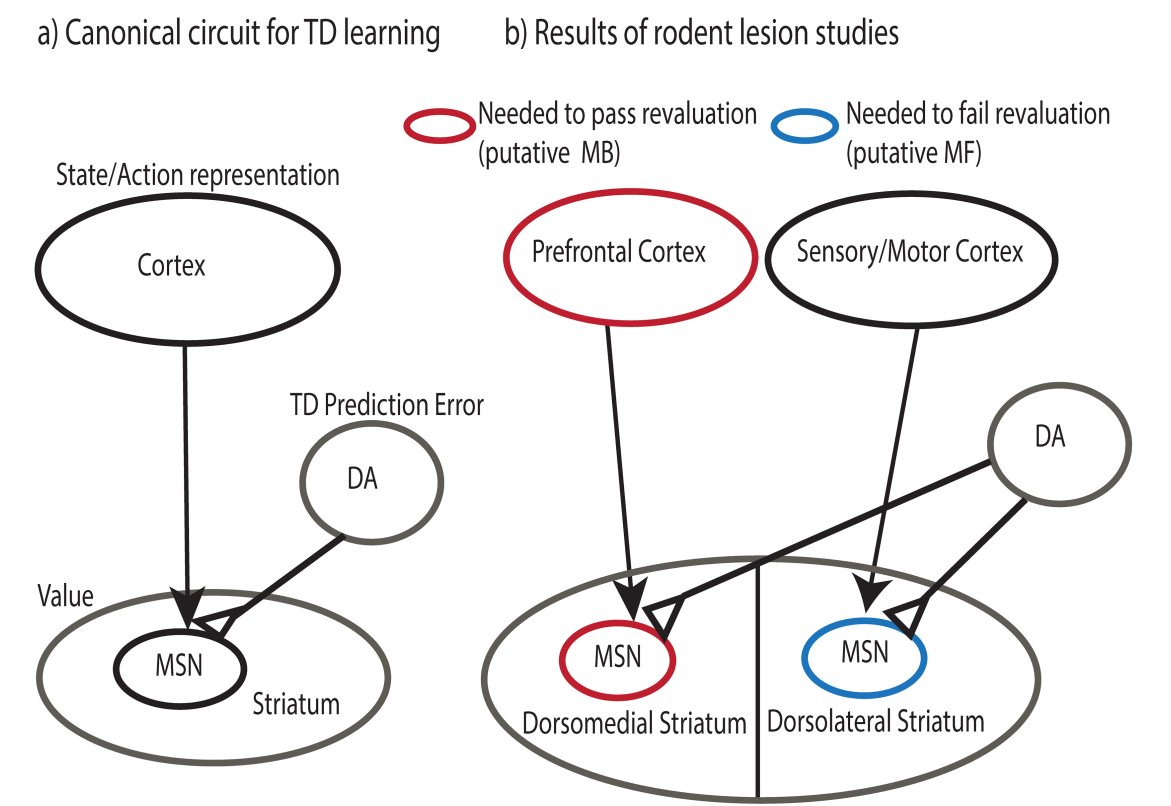 a) Canonical circuit for TD learning
b) Results of rodent lesion studies
Needed to pass revaluation
(putative MB)
Needed to fail revaluation
(putative MF)
State/Action representation
Cortex
TD Prediction Error
DA
Value
MSN
Striatum
Prefrontal Cortex
Sensory/Motor Cortex
DA
MSN
MSN
Dorsomedial Striatum
Dorsolateral Striatum